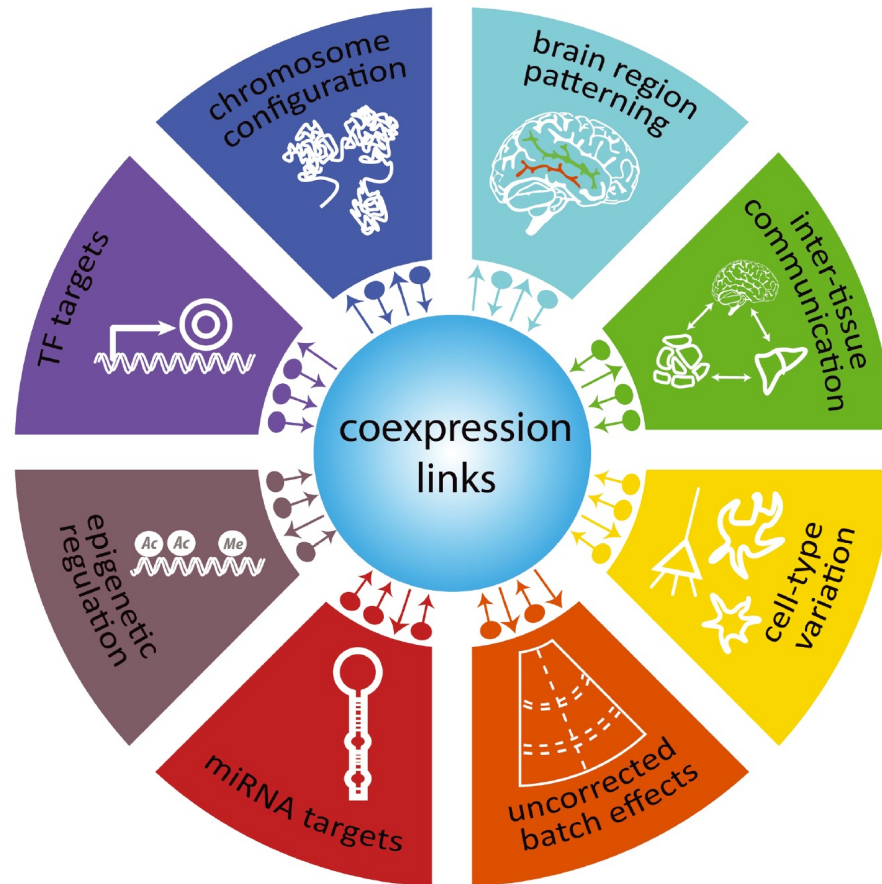 chromosome
configuration
brain region
patterning
inter-tissue
communication
cell-type
variation
uncorrected
batch effects
miRNA targets
epigenetic
regulation
Ac Ac Me
TF targets
coexpression
links